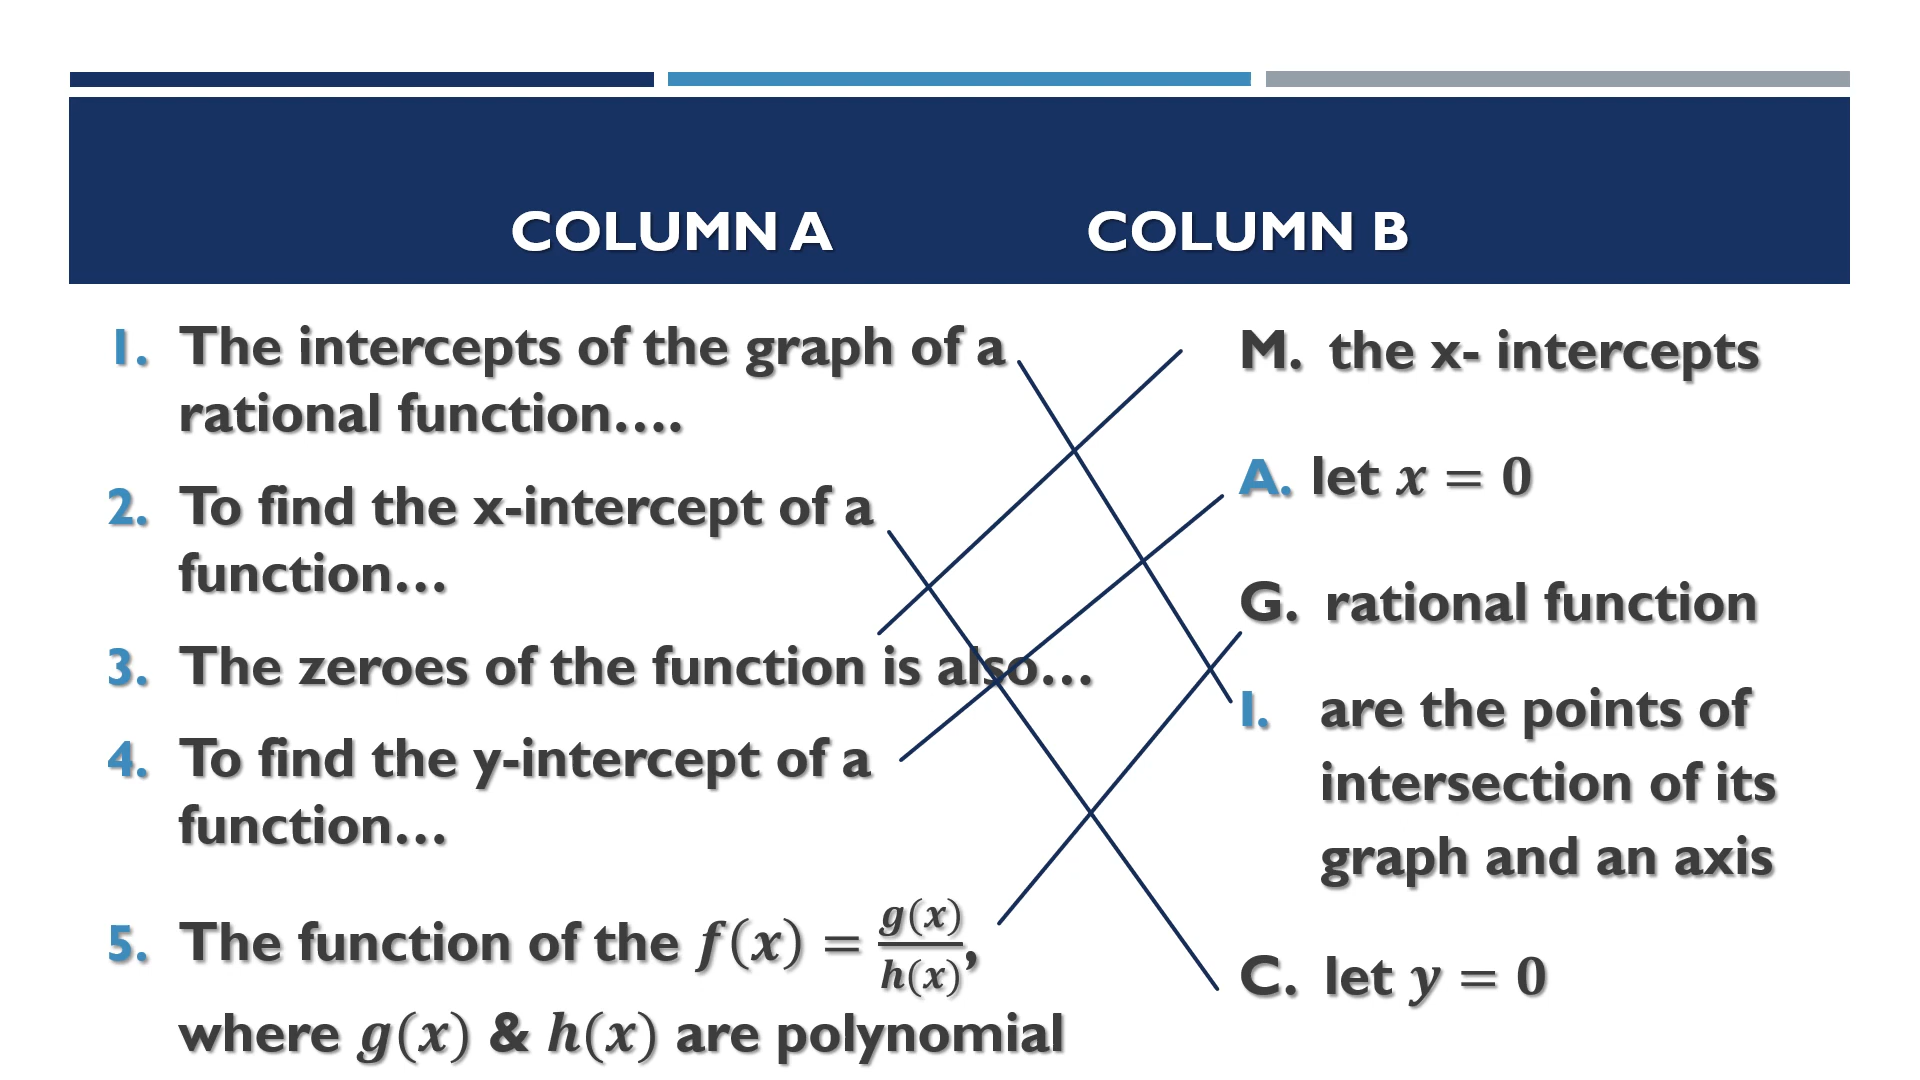 COLUMN A COLUMN B
1. The intercepts of the graph of a
rational function….
2. To find the x-intercept of a
function…
3. The zeroes of the function is also…
4. To find the y-intercept of a
function…
5. The function of the f(x) = g(x)/h(x),
where g(x) & h(x) are polynomial
M. the x- intercepts
A. let x = 0
G. rational function
I. are the points of
intersection of its
graph and an axis
C. let y = 0